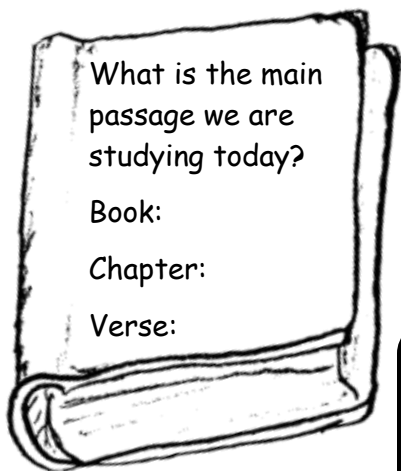 What is the main
passage we are
studying today?
Book:
Chapter:
Verse: